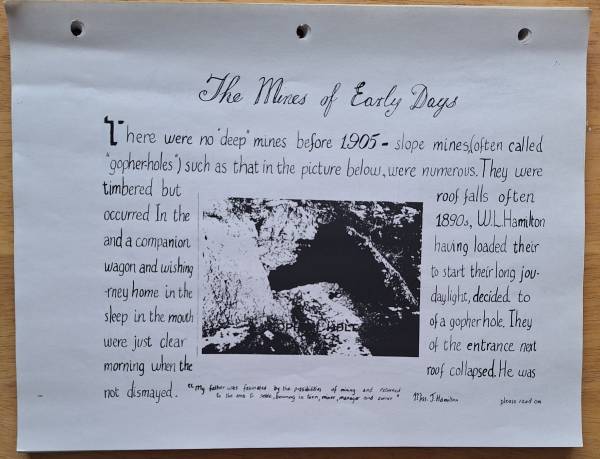 The Mines of Early Days
There were no "deep" mines before 1905 - slope mines,(often called
"gopher-holes") such as that in the picture below, were numerous. They were
timbered but roof falls often
occurred In the 1890s, W.L. Hamilton
and a companion having loaded their
wagon and wishing to start their long jou-
-rney home in the daylight, decided to
sleep in the mouth of a gopher hole. They
were just clear of the entrance next
morning when the roof collapsed. He was
not dismayed. "My father was fascinated by the possibilities of mining and returned
to the area to settle, becoming in turn, miner, manager and owner" Mrs. J. Hamilton
please read on
GOPHER HOLE